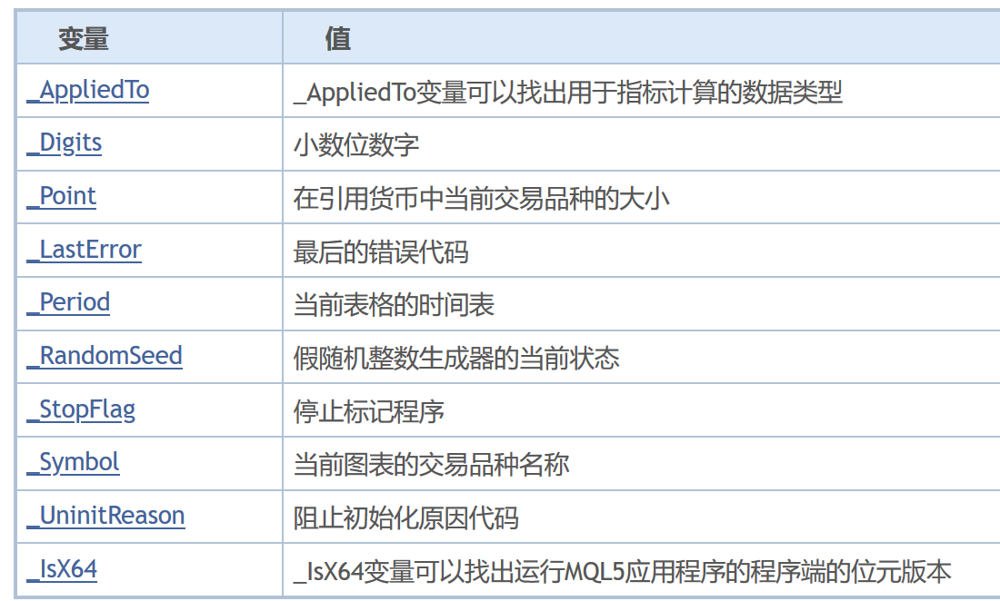 变量 值
_AppliedTo _AppliedTo变量可以找出用于指标计算的数据类型
_Digits 小数位数字
_Point 在引用货币中当前交易品种的大小
_LastError 最后的错误代码
_Period 当前表格的时间表
_RandomSeed 假随机整数生成器的当前状态
_StopFlag 停止标记程序
_Symbol 当前图表的交易品种名称
_UninitReason 阻止初始化原因代码
_IsX64 _IsX64变量可以找出运行MQL5应用程序的程序端的位元版本